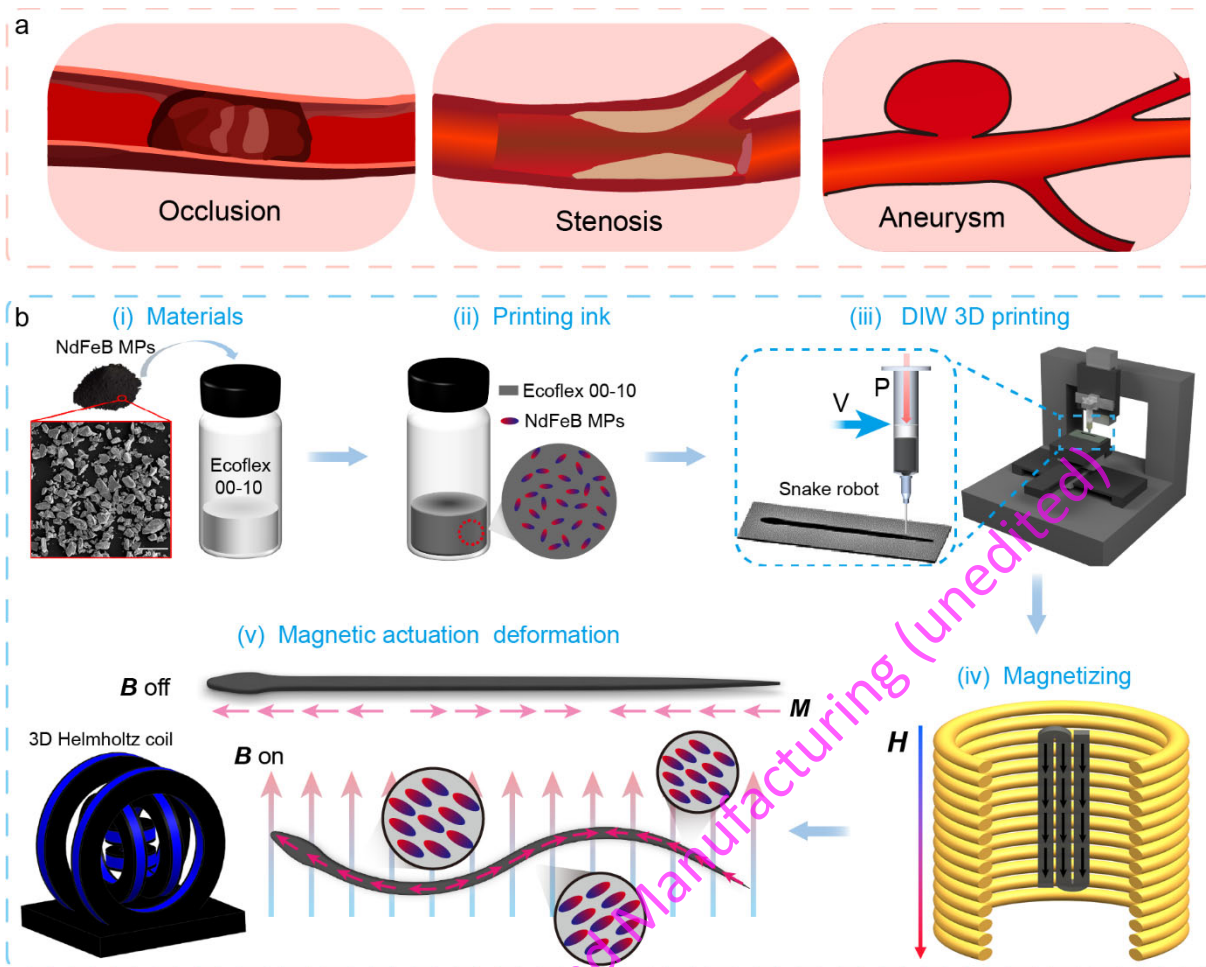 a
Occlusion
Stenosis
Aneurysm
b
(i) Materials
NdFeB MPs
Ecoflex
00-10
(ii) Printing ink
Ecoflex 00-10
NdFeB MPs
(iii) DIW 3D printing
P
V
Snake robot
(iv) Magnetizing
H
(v) Magnetic actuation deformation
B off
M
3D Helmholtz coil
B on
d Manufacturing (unedited)